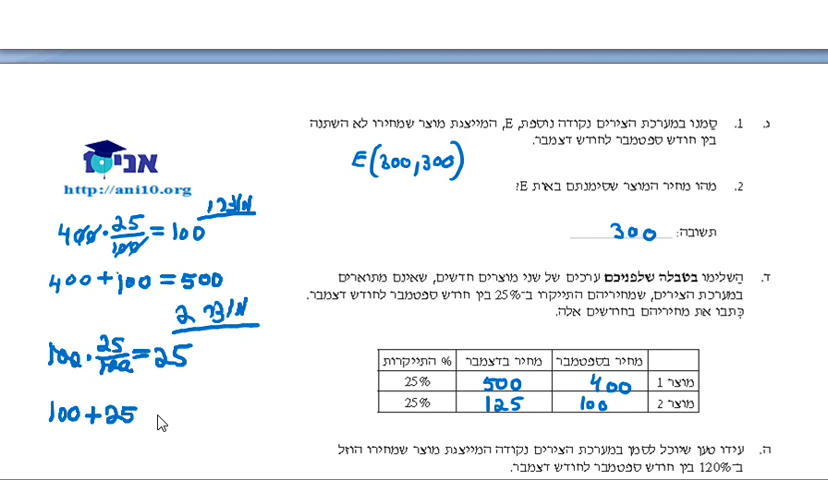 ג. 1. סַמנו במערכת הצירים נקודה נוספת, E, המייצגת מוצר שמחירו לא השתנה
בין חודש ספטמבר לחודש דצמבר.
E(300,300)
2. מהו מחיר המוצר שסימנתם באות E?
תשובה: 300
אני10
http://ani10.org
מוצר 1
400 · 25/100 = 100
400 + 100 = 500
מוצר 2
100 · 25/100 = 25
100 + 25
ד. הַשלימו בטבלה שלפניכם ערכים של שני מוצרים חדשים, שאינם מתוארים
במערכת הצירים, שמחיריהם התייקרו ב־25% בין חודש ספטמבר לחודש דצמבר.
כִּתבו את מחיריהם בחודשים אלה.
מחיר בספטמבר מחיר בדצמבר % התייקרות
מוצר 1 400 500 25%
מוצר 2 100 125 25%
ה. עידו טען שיוכל לסמן במערכת הצירים נקודה המייצגת מוצר שמחירו הוזל
ב־120% בין חודש ספטמבר לחודש דצמבר.